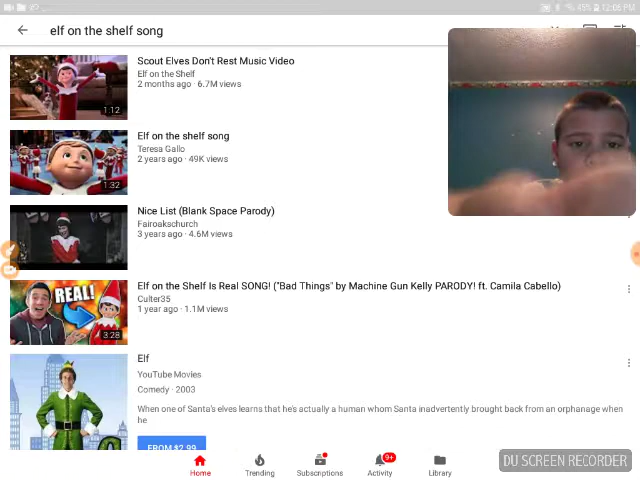 49% 12:05 PM
elf on the shelf song
Scout Elves Don't Rest Music Video
Elf on the Shelf
2 months ago · 6.7M views
1:12
Elf on the shelf song
Teresa Gallo
2 years ago · 49K views
1:32
Nice List (Blank Space Parody)
Fairoakschurch
3 years ago · 4.6M views
Elf on the Shelf Is Real SONG! ("Bad Things" by Machine Gun Kelly PARODY! ft. Camila Cabello)
Culter35
1 year ago · 1.1M views
REAL!
3:28
Elf
YouTube Movies
Comedy · 2003
When one of Santa's elves learns that he's actually a human whom Santa inadvertently brought back from an orphanage when
he
FROM $2.99
9+
Home Trending Subscriptions Activity Library
DU SCREEN RECORDER